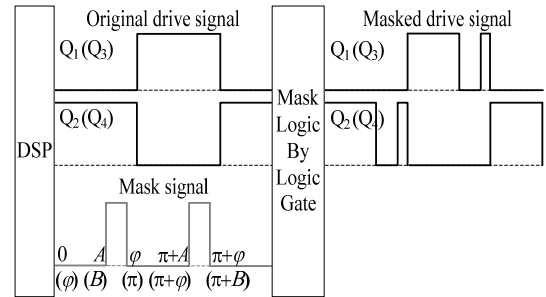 Original drive signal
Masked drive signal
Q1(Q3)
Q1(Q3)
Q2(Q4)
Q2(Q4)
DSP
Mask
Logic
By
Logic
Gate
Mask signal
0 A φ π+A π+φ
(φ) (B) (π) (π+φ) (π+B)